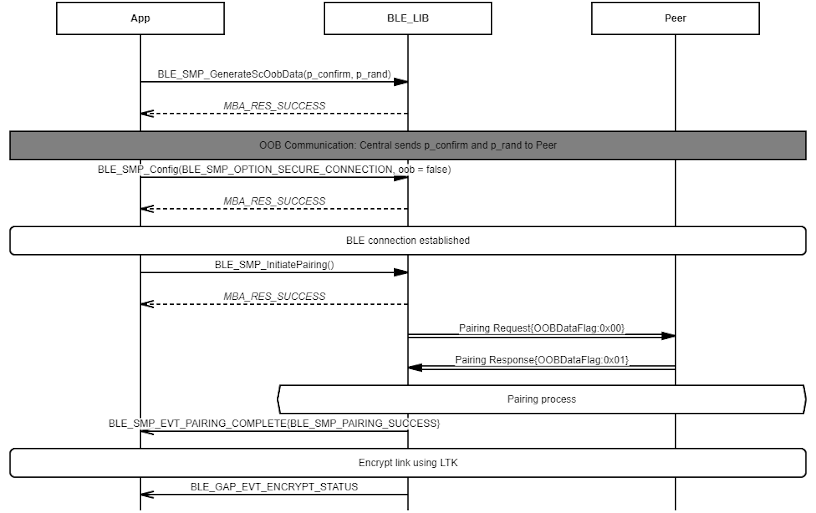 App BLE_LIB Peer
BLE_SMP_GenerateScOobData(p_confirm, p_rand)
MBA_RES_SUCCESS
OOB Communication: Central sends p_confirm and p_rand to Peer
BLE_SMP_Config(BLE_SMP_OPTION_SECURE_CONNECTION, oob = false)
MBA_RES_SUCCESS
BLE connection established
BLE_SMP_InitiatePairing()
MBA_RES_SUCCESS
Pairing Request{OOBDataFlag:0x00}
Pairing Response{OOBDataFlag:0x01}
Pairing process
BLE_SMP_EVT_PAIRING_COMPLETE{BLE_SMP_PAIRING_SUCCESS}
Encrypt link using LTK
BLE_GAP_EVT_ENCRYPT_STATUS